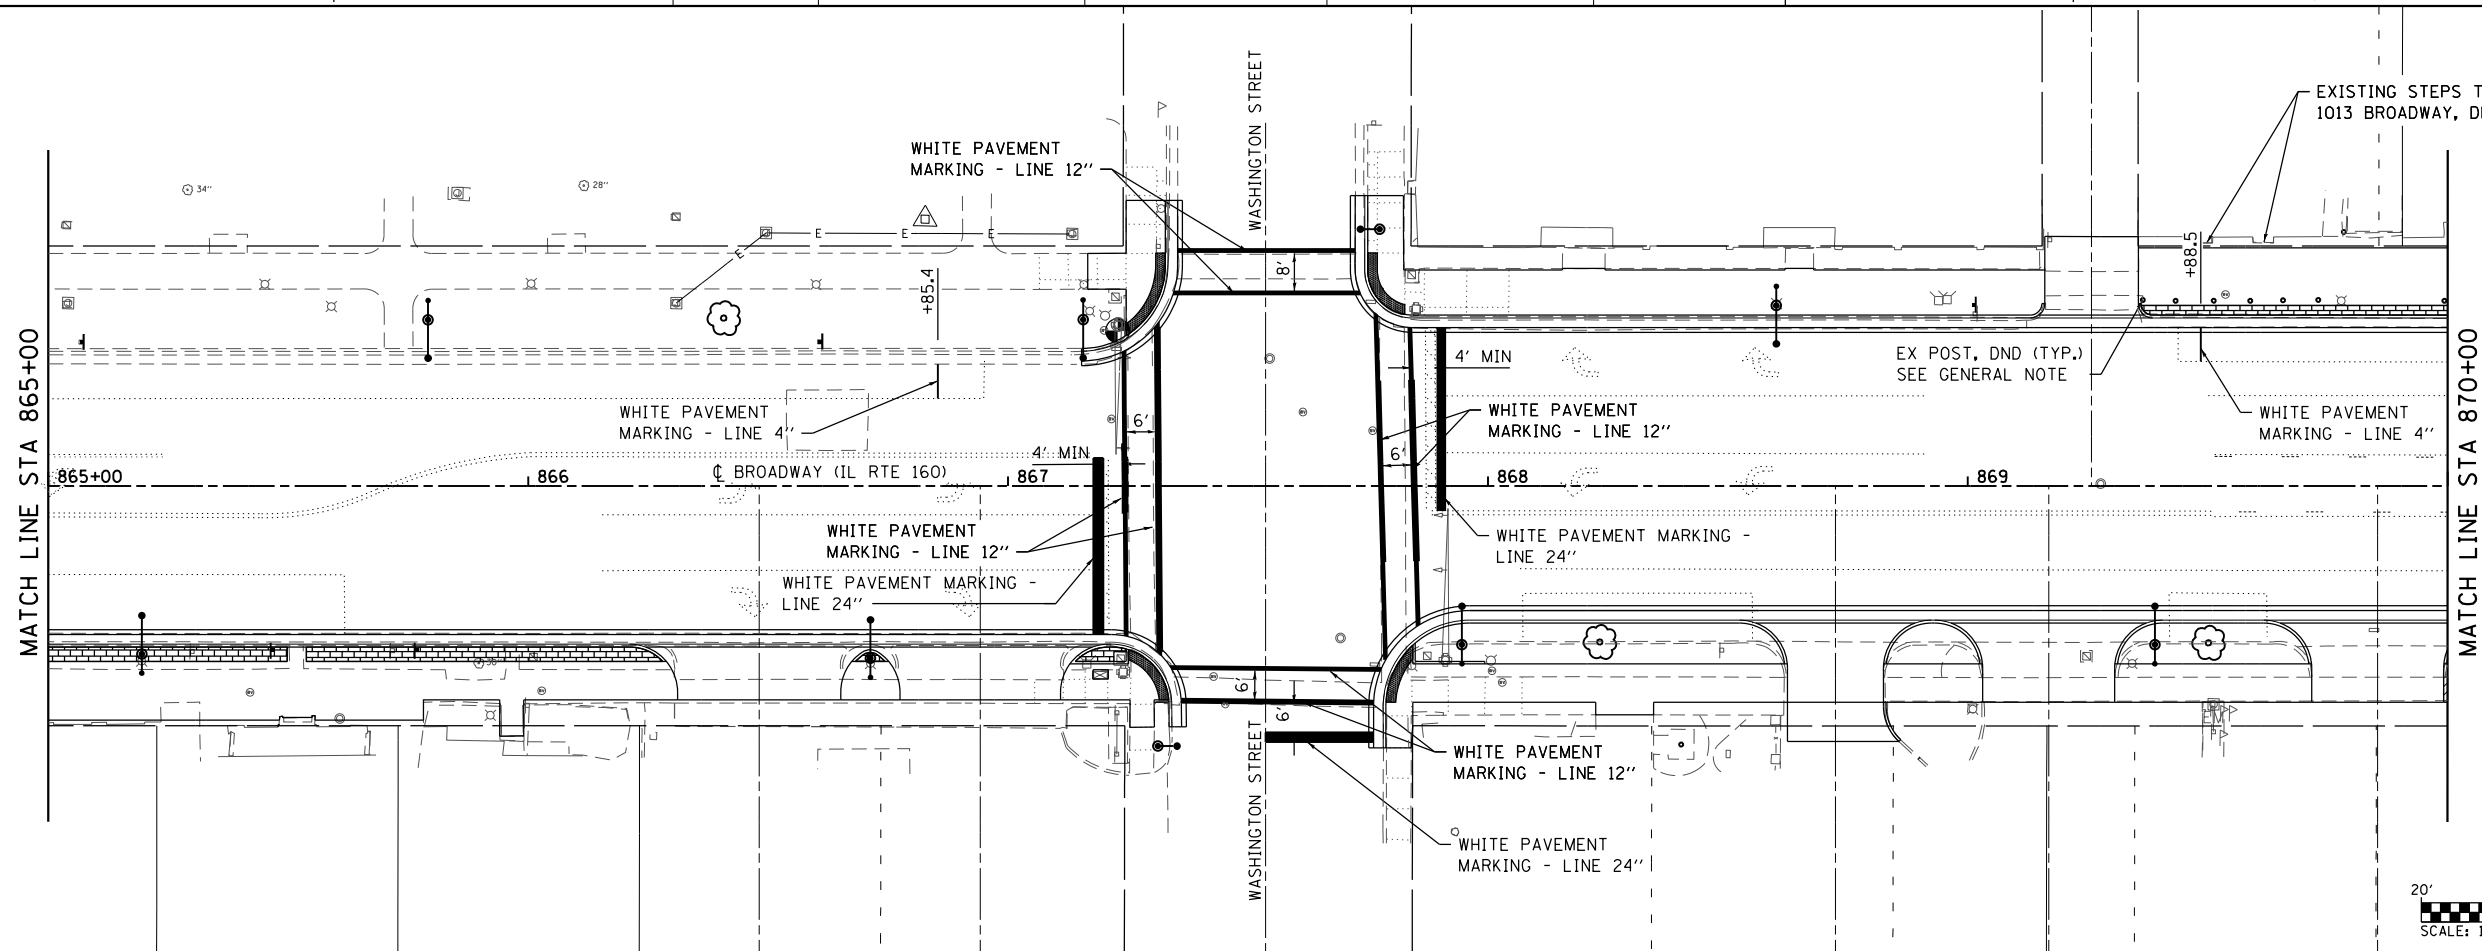 WASHINGTON STREET
EXISTING STEPS T
1013 BROADWAY, D
WHITE PAVEMENT
MARKING - LINE 12"
34"
28"
E
E
E
E
8'
+85.4
+88.5
4' MIN
EX POST, DND (TYP.)
SEE GENERAL NOTE
WHITE PAVEMENT
MARKING - LINE 4"
WHITE PAVEMENT
MARKING - LINE 12"
WHITE PAVEMENT
MARKING - LINE 4"
6'
6'
4' MIN
MATCH LINE STA 865+00
MATCH LINE STA 870+00
℄ BROADWAY (IL RTE 160)
865+00
866
867
868
869
WHITE PAVEMENT
MARKING - LINE 12"
WHITE PAVEMENT MARKING -
LINE 24"
WHITE PAVEMENT MARKING -
LINE 24"
6'
6'
WASHINGTON STREET
WHITE PAVEMENT
MARKING - LINE 12"
WHITE PAVEMENT
MARKING - LINE 24"
20'
SCALE: